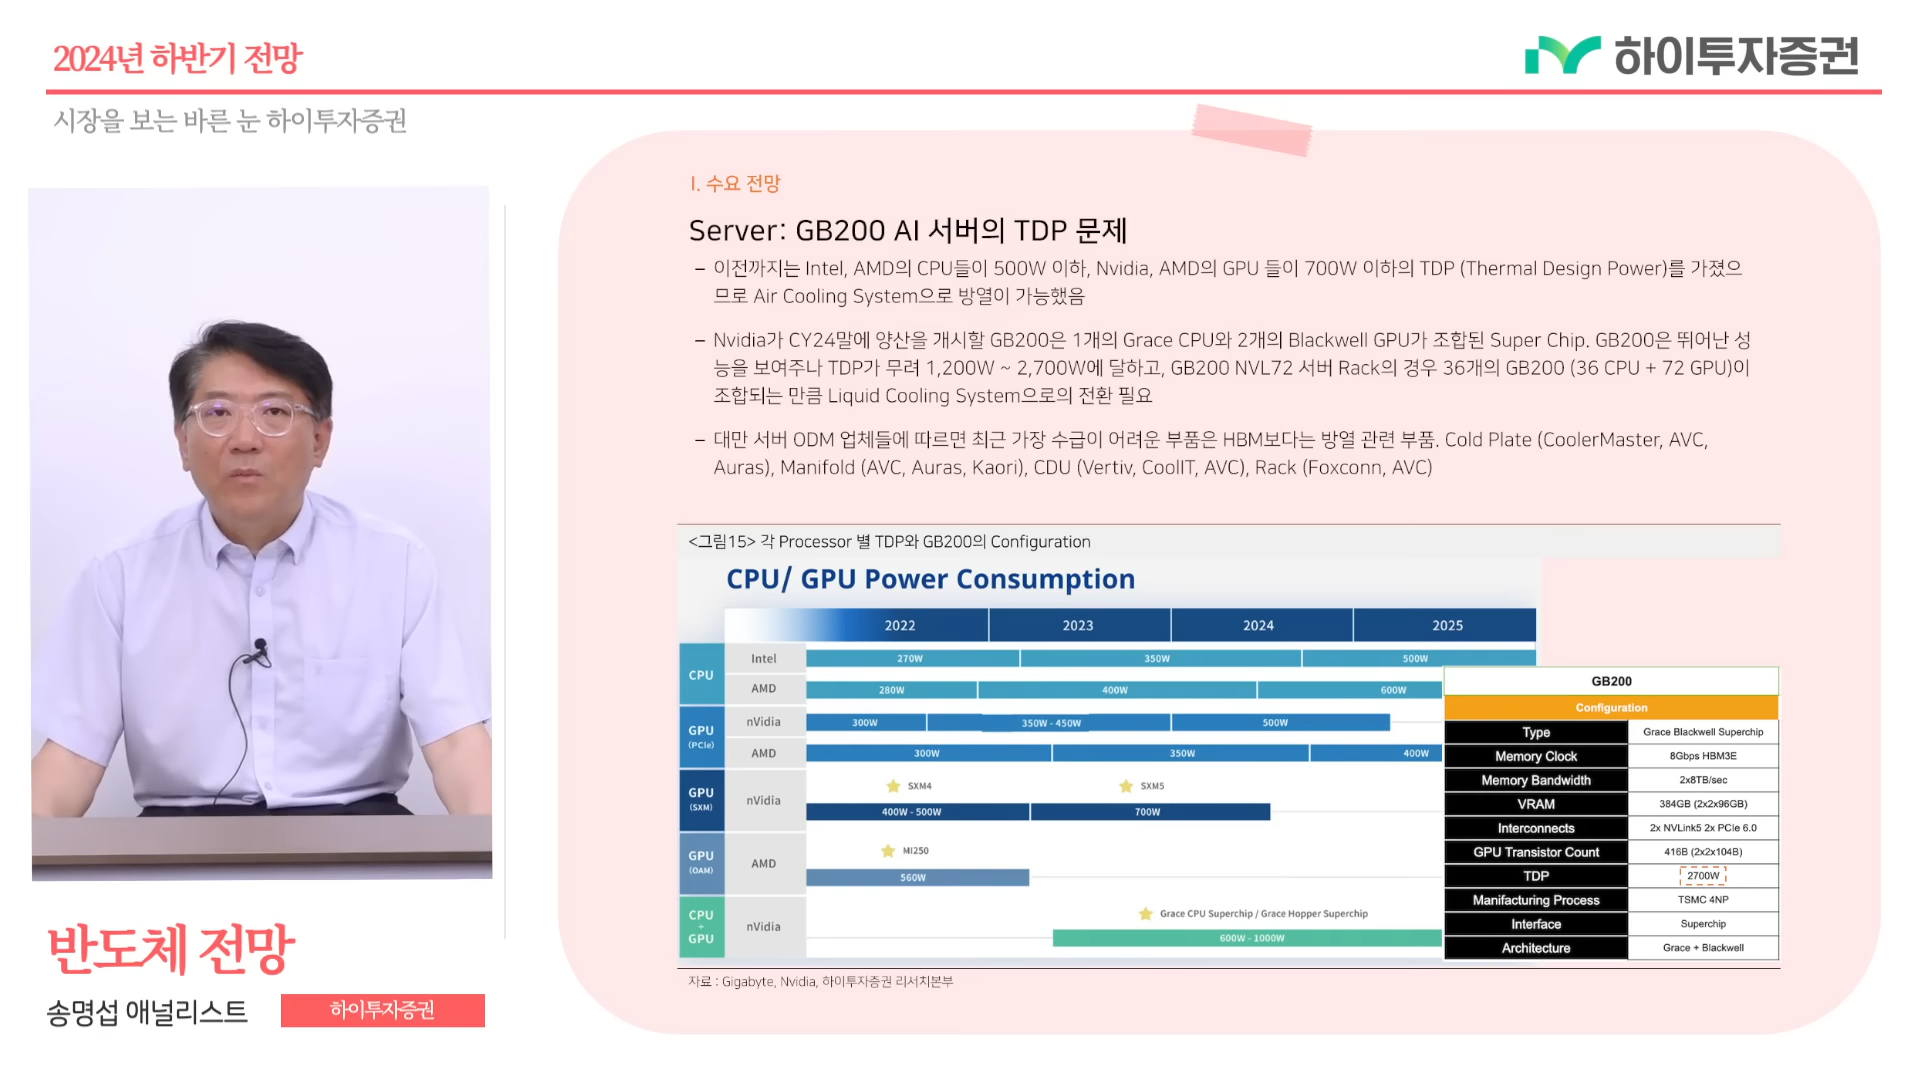 2024년 하반기 전망
하이투자증권
시장을 보는 바른 눈 하이투자증권
I. 수요 전망
Server: GB200 AI 서버의 TDP 문제
– 이전까지는 Intel, AMD의 CPU들이 500W 이하, Nvidia, AMD의 GPU 들이 700W 이하의 TDP (Thermal Design Power)를 가졌으
므로 Air Cooling System으로 방열이 가능했음
– Nvidia가 CY24말에 양산을 개시할 GB200은 1개의 Grace CPU와 2개의 Blackwell GPU가 조합된 Super Chip. GB200은 뛰어난 성
능을 보여주나 TDP가 무려 1,200W ~ 2,700W에 달하고, GB200 NVL72 서버 Rack의 경우 36개의 GB200 (36 CPU + 72 GPU)이
조합되는 만큼 Liquid Cooling System으로의 전환 필요
– 대만 서버 ODM 업체들에 따르면 최근 가장 수급이 어려운 부품은 HBM보다는 방열 관련 부품. Cold Plate (CoolerMaster, AVC,
Auras), Manifold (AVC, Auras, Kaori), CDU (Vertiv, CoolIT, AVC), Rack (Foxconn, AVC)
<그림15> 각 Processor 별 TDP와 GB200의 Configuration
CPU/ GPU Power Consumption
2022 2023 2024 2025
CPU
Intel 270W 350W 500W
AMD 280W 400W 600W
GPU
(PCIe)
nVidia 300W 350W - 450W 500W
AMD 300W 350W 400W
GPU
(SXM)
nVidia
SXM4 SXM5
400W - 500W 700W
GPU
(OAM)
AMD
MI250
560W
CPU
+
GPU
nVidia
Grace CPU Superchip / Grace Hopper Superchip
600W - 1000W
GB200
Configuration
Type Grace Blackwell Superchip
Memory Clock 8Gbps HBM3E
Memory Bandwidth 2x8TB/sec
VRAM 384GB (2x2x96GB)
Interconnects 2x NVLink5 2x PCIe 6.0
GPU Transistor Count 416B (2x2x104B)
TDP 2700W
Manifacturing Process TSMC 4NP
Interface Superchip
Architecture Grace + Blackwell
자료 : Gigabyte, Nvidia, 하이투자증권 리서치본부
반도체 전망
송명섭 애널리스트
하이투자증권